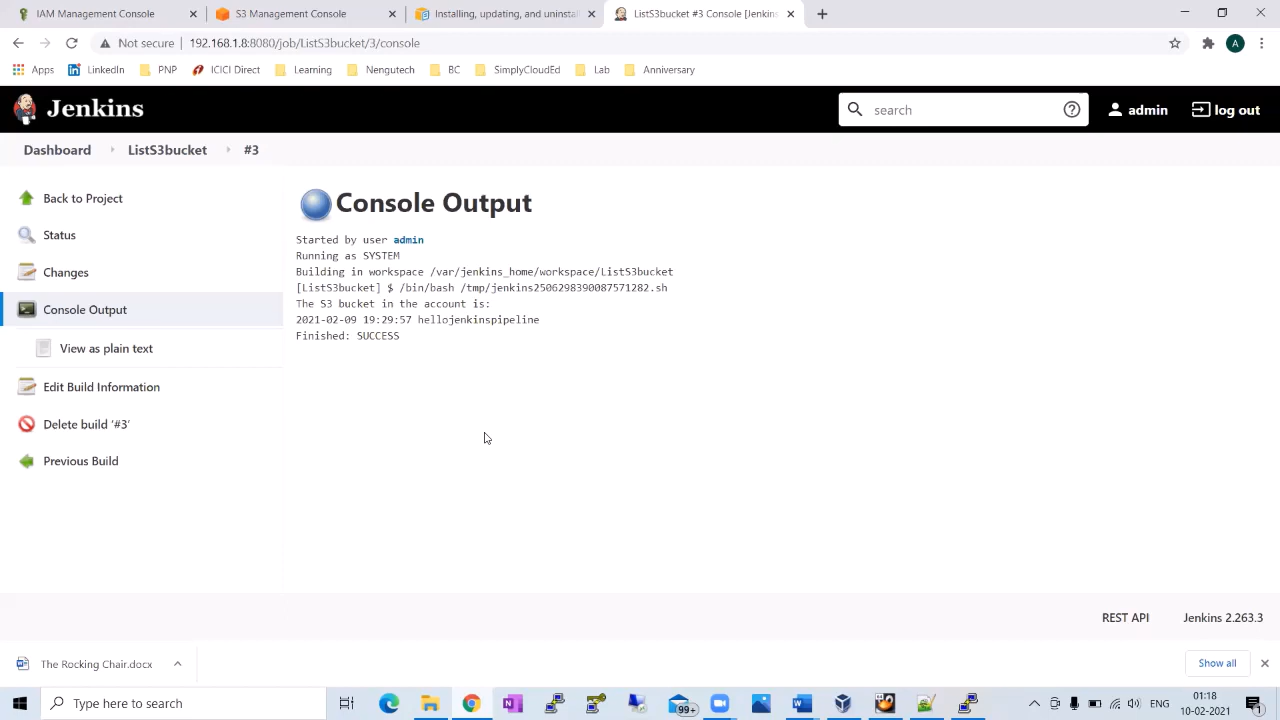 IAM Management Console
S3 Management Console
Installing, updating, and uninstal
ListS3bucket #3 Console [Jenkins
Not secure
192.168.1.8:8080/job/ListS3bucket/3/console
A
Apps
LinkedIn
PNP
ICICI Direct
Learning
Nengutech
BC
SimplyCloudEd
Lab
Anniversary
Jenkins
search
admin
log out
Dashboard
ListS3bucket
#3
Back to Project
Status
Changes
Console Output
View as plain text
Edit Build Information
Delete build ‘#3’
Previous Build
Console Output
Started by user admin
Running as SYSTEM
Building in workspace /var/jenkins_home/workspace/ListS3bucket
[ListS3bucket] $ /bin/bash /tmp/jenkins2506298390087571282.sh
The S3 bucket in the account is:
2021-02-09 19:29:57 hellojenkinspipeline
Finished: SUCCESS
REST API
Jenkins 2.263.3
The Rocking Chair.docx
Show all
Type here to search
99+
ENG
01:18
10-02-2021
1